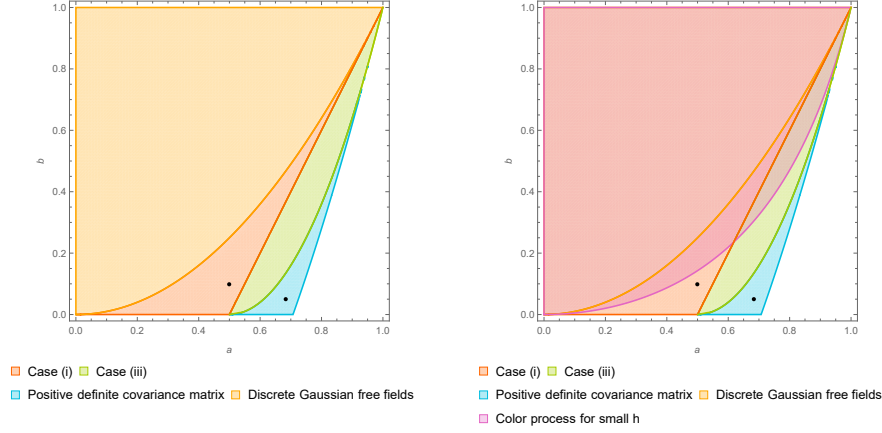 1.0
0.8
0.6
0.4
0.2
0.0
b
0.0 0.2 0.4 0.6 0.8 1.0
a
Case (i) Case (iii)
Positive definite covariance matrix Discrete Gaussian free fields
1.0
0.8
0.6
0.4
0.2
0.0
b
0.0 0.2 0.4 0.6 0.8 1.0
a
Case (i) Case (iii)
Positive definite covariance matrix Discrete Gaussian free fields
Color process for small h